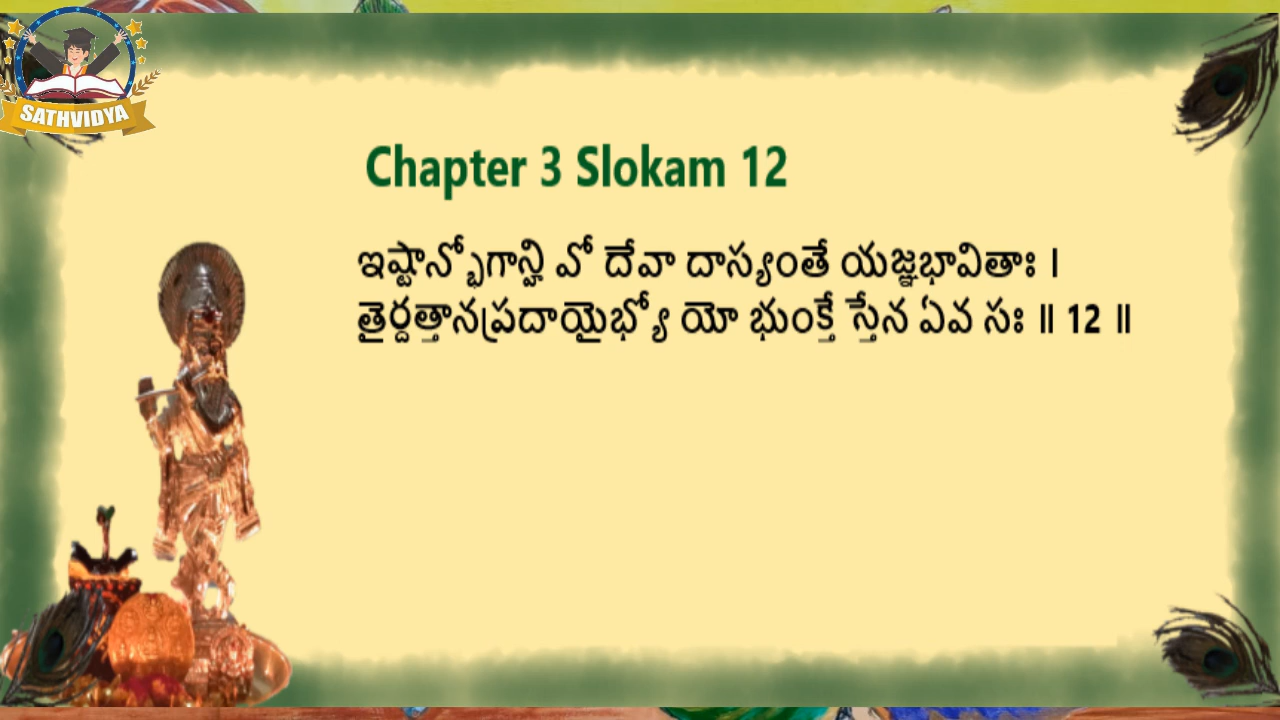 SATHVIDYA
Chapter 3 Slokam 12
ఇష్టాన్భోగాన్హి వో దేవా దాస్యంతే యజ్ఞభావితాః ।
తైర్దత్తానప్రదాయైభ్యో యో భుంక్తే స్తేన ఏవ సః ॥ 12 ॥